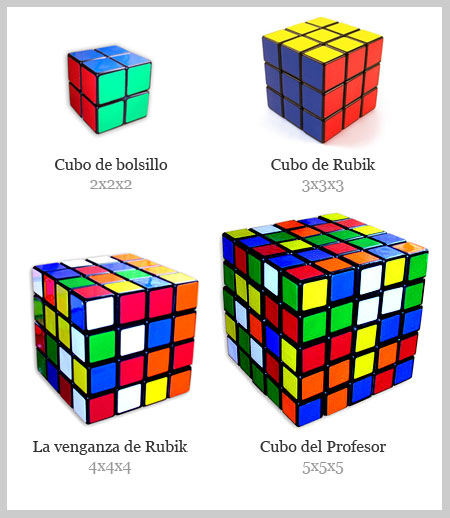 Cubo de bolsillo
2x2x2
Cubo de Rubik
3x3x3
La venganza de Rubik
4x4x4
Cubo del Profesor
5x5x5